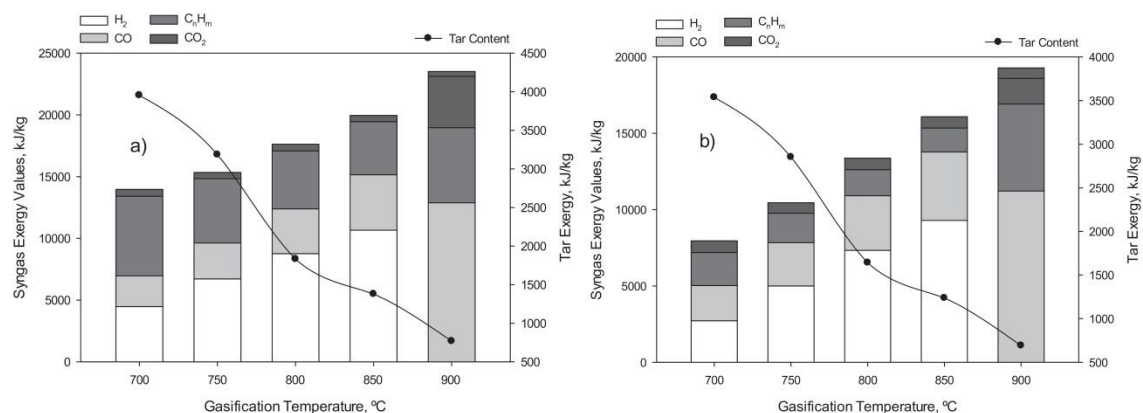 H2
CnHm
CO
CO2
Tar Content
25000
20000
15000
10000
5000
0
Syngas Exergy Values, kJ/kg
a)
4500
4000
3500
3000
2500
2000
1500
1000
500
Tar Exergy, kJ/kg
700 750 800 850 900
Gasification Temperature, ºC
H2
CnHm
CO
CO2
Tar Content
20000
15000
10000
5000
0
Syngas Exergy Values, kJ/kg
b)
4000
3500
3000
2500
2000
1500
1000
500
Tar Exergy, kJ/kg
700 750 800 850 900
Gasification Temperature, ºC